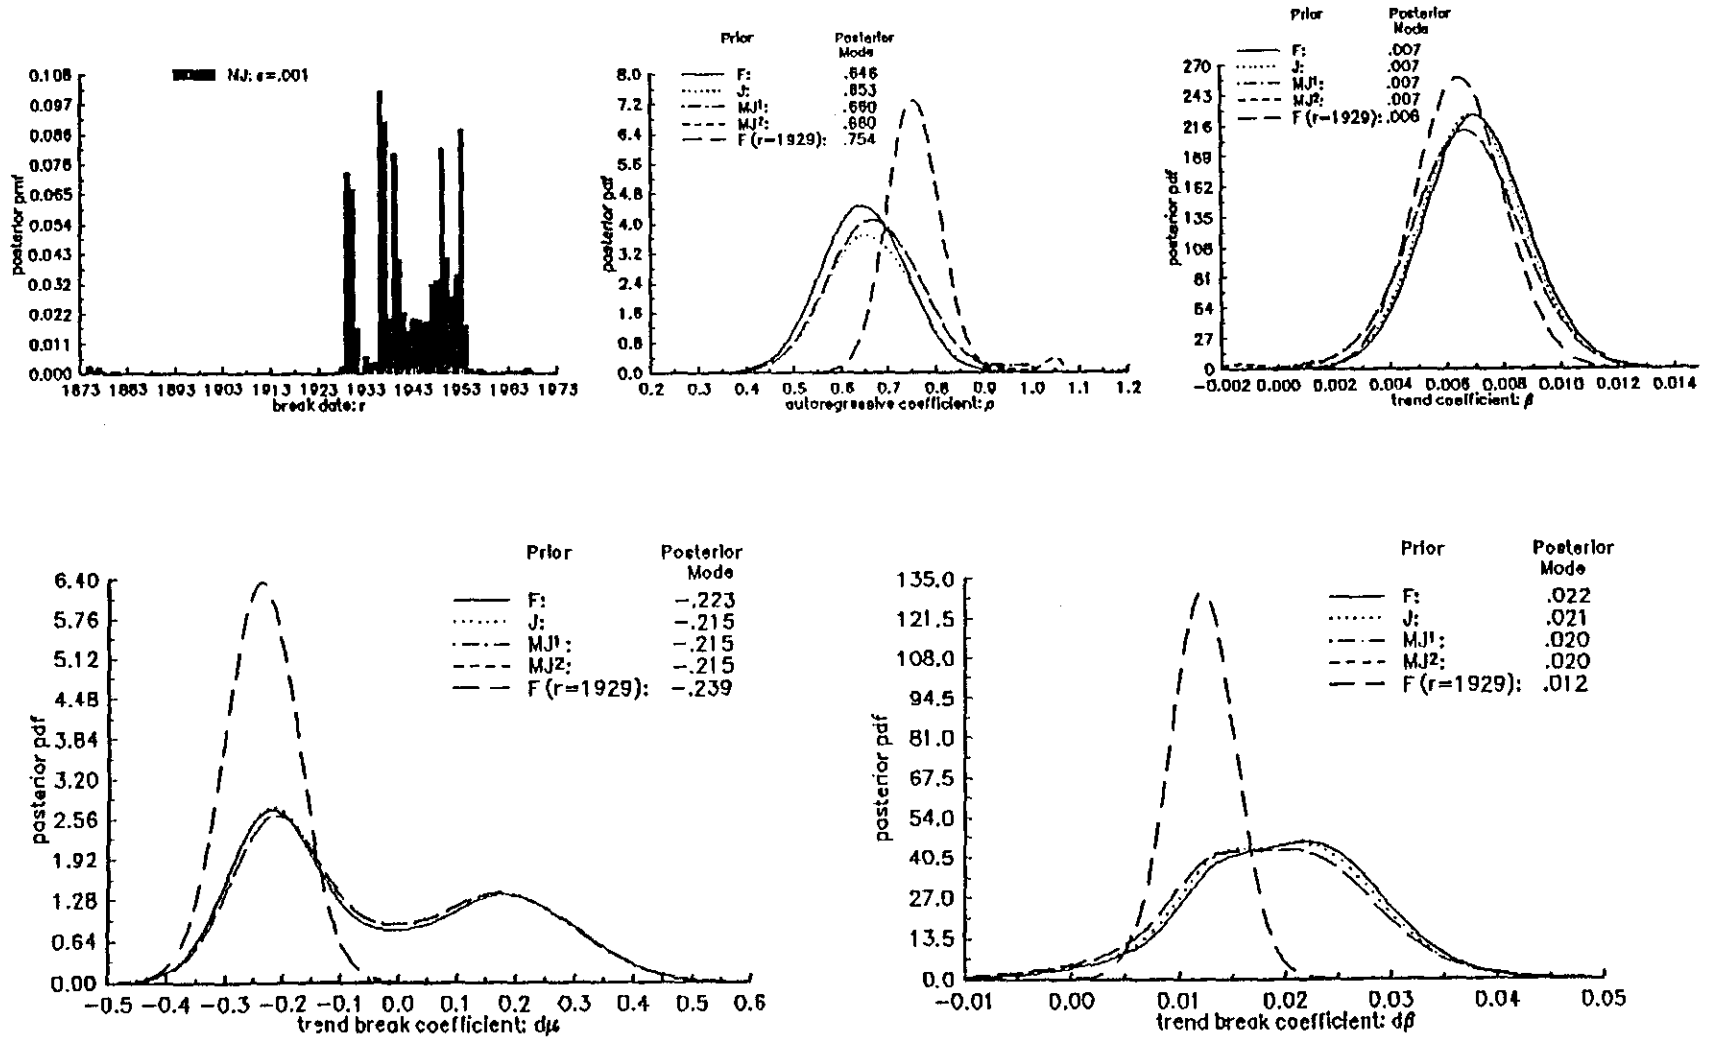 MJ: ε=.001
0.108
0.097
0.086
0.076
0.065
0.054
0.043
0.032
0.022
0.011
0.000
posterior pmf
1873 1883 1893 1903 1913 1923 1935 1943 1953 1963 1973
break date: r
Prior Posterior
Mode
F: .646
J: .653
MJ¹: .660
MJ²: .660
F (r=1929): .754
8.0
7.2
6.4
5.6
4.8
4.0
3.2
2.4
1.6
0.8
0.0
posterior pdf
0.2 0.3 0.4 0.5 0.6 0.7 0.8 0.9 1.0 1.1 1.2
autoregressive coefficient: ρ
Prior Posterior
Mode
F: .007
J: .007
MJ¹: .007
MJ²: .007
F (r=1929): .006
270
243
216
189
162
135
108
81
54
27
0
posterior pdf
−0.002 0.000 0.002 0.004 0.006 0.008 0.010 0.012 0.014
trend coefficient: β
Prior Posterior
Mode
F: −.223
J: −.215
MJ¹: −.215
MJ²: −.215
F (r=1929): −.239
6.40
5.76
5.12
4.48
3.84
3.20
2.56
1.92
1.28
0.64
0.00
posterior pdf
−0.5 −0.4 −0.3 −0.2 −0.1 0.0 0.1 0.2 0.3 0.4 0.5 0.6
trend break coefficient: dμ
Prior Posterior
Mode
F: .022
J: .021
MJ¹: .020
MJ²: .020
F (r=1929): .012
135.0
121.5
108.0
94.5
81.0
67.5
54.0
40.5
27.0
13.5
0.0
posterior pdf
−0.01 0.00 0.01 0.02 0.03 0.04 0.05
trend break coefficient: dβ